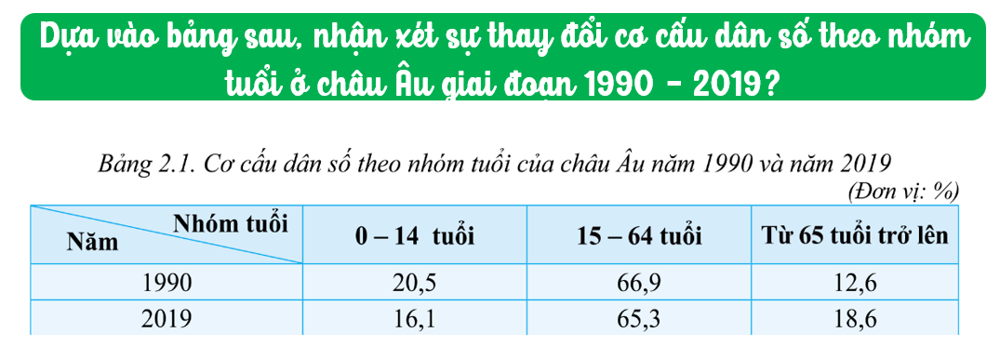 Dựa vào bảng sau, nhận xét sự thay đổi cơ cấu dân số theo nhóm
tuổi ở châu Âu giai đoạn 1990 - 2019?
Bảng 2.1. Cơ cấu dân số theo nhóm tuổi của châu Âu năm 1990 và năm 2019
(Đơn vị: %)
Nhóm tuổi
Năm
0 – 14 tuổi
15 – 64 tuổi
Từ 65 tuổi trở lên
1990 20,5 66,9 12,6
2019 16,1 65,3 18,6